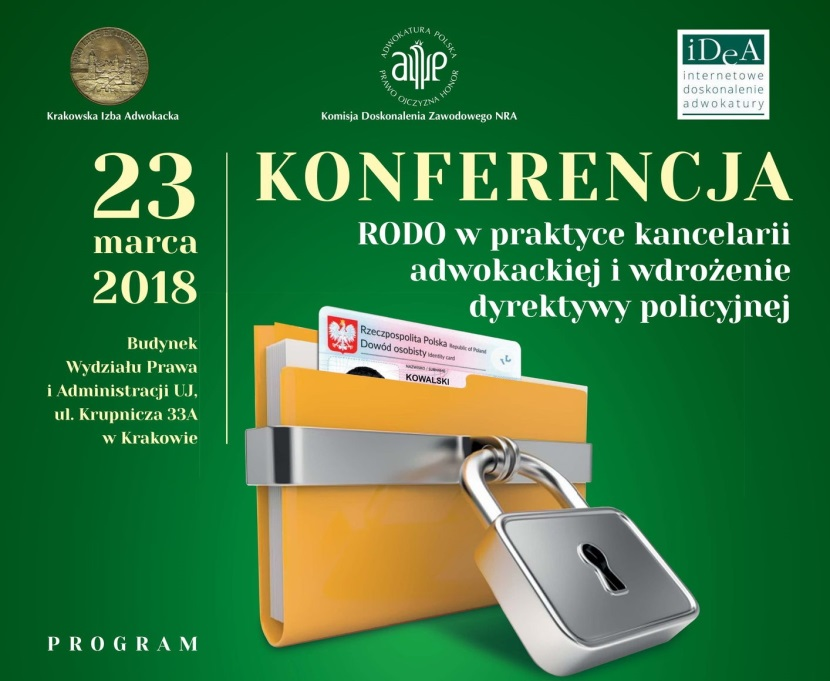 Krakowska Izba Adwokacka
ADWOKATURA POLSKA
PRAWO OJCZYZNA HONOR
Komisja Doskonalenia Zawodowego NRA
iDeA
internetowe
doskonalenie
adwokatury
23
marca
2018
Budynek
Wydziału Prawa
i Administracji UJ,
ul. Krupnicza 33A
w Krakowie
KONFERENCJA
RODO w praktyce kancelarii
adwokackiej i wdrożenie
dyrektywy policyjnej
Rzeczpospolita Polska Republic of Poland
Dowód osobisty Identity card
KOWALSKI
PROGRAM